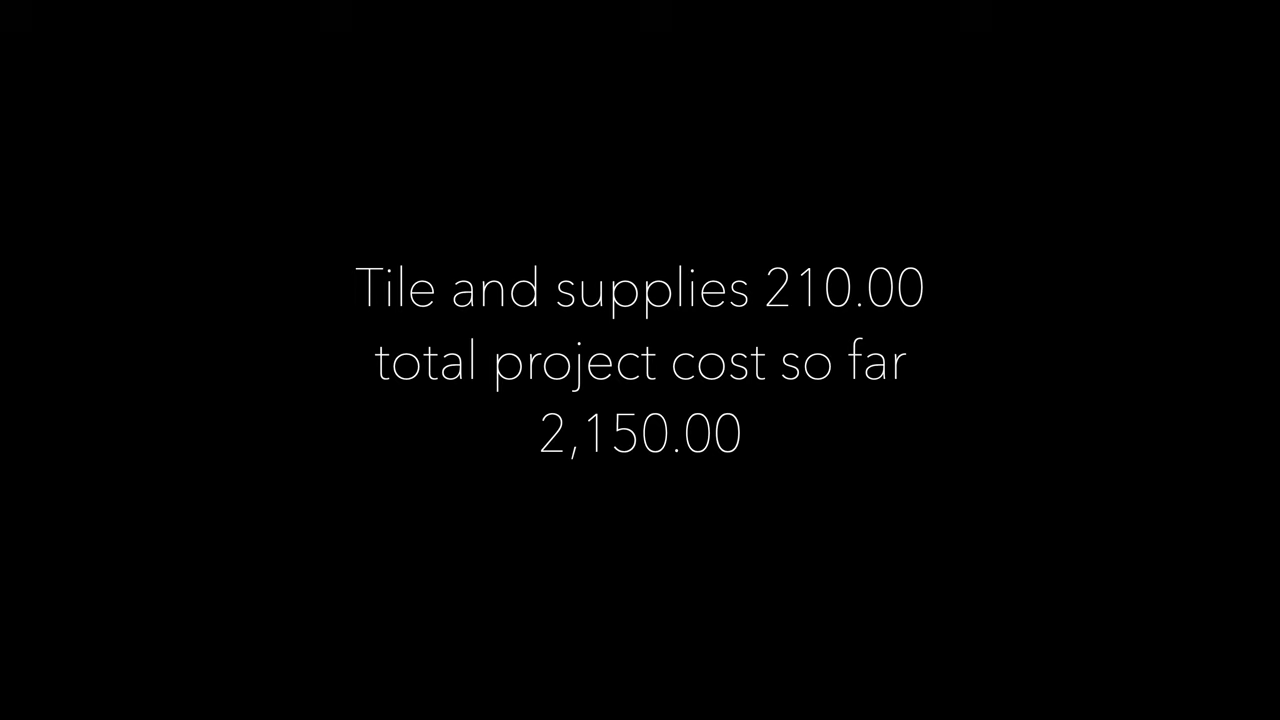 Tile and supplies 210.00
total project cost so far
2,150.00